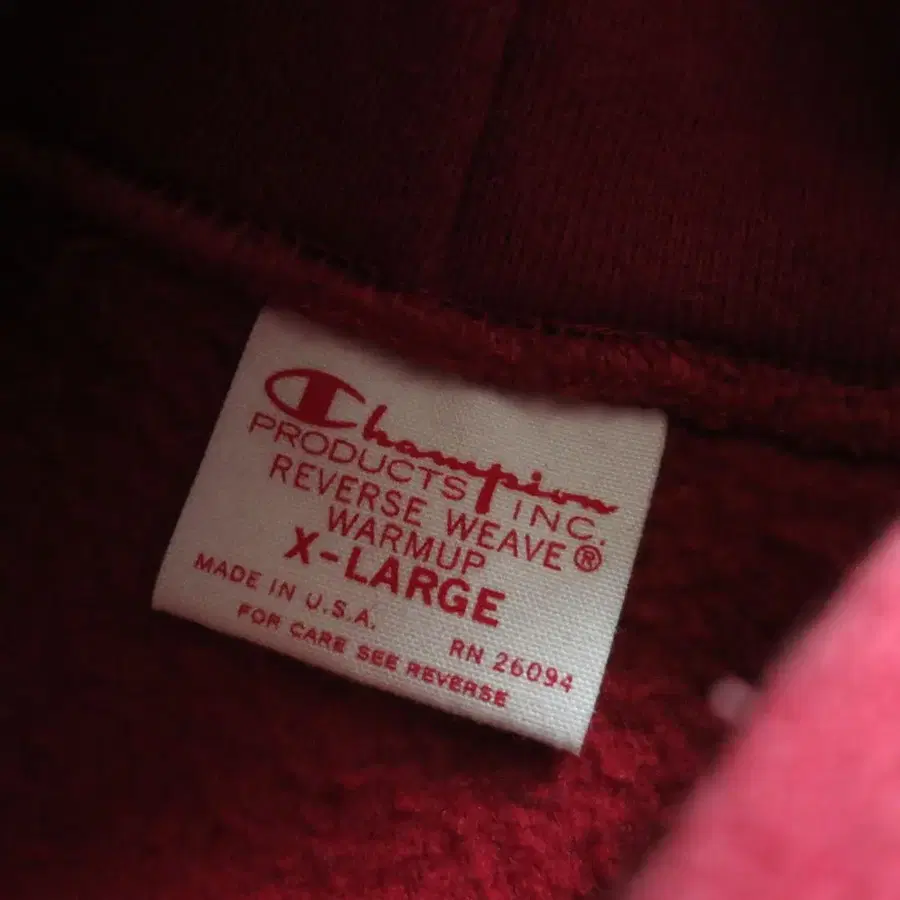 Champion
PRODUCTS INC.
REVERSE WEAVE®
WARMUP
X-LARGE
MADE IN U.S.A.
RN 26094
FOR CARE SEE REVERSE